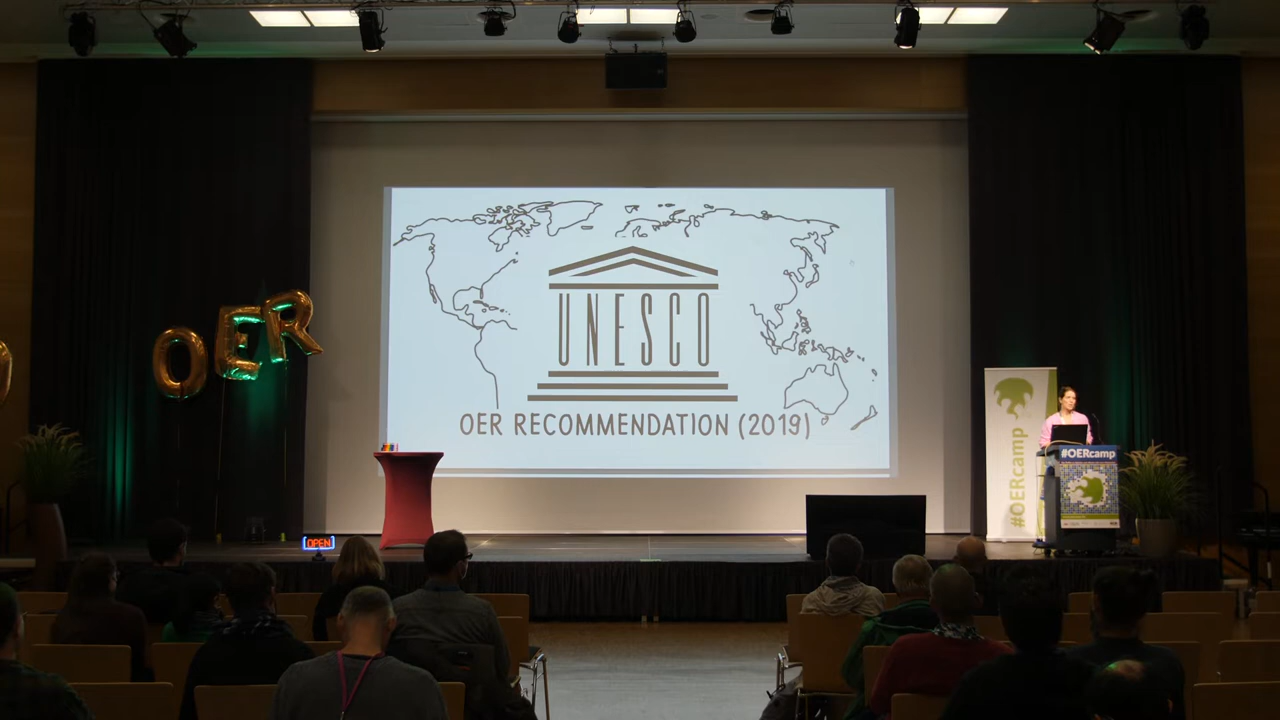 OER
UNESCO
OER RECOMMENDATION (2019)
OPEN
#OERcamp
#OERcamp